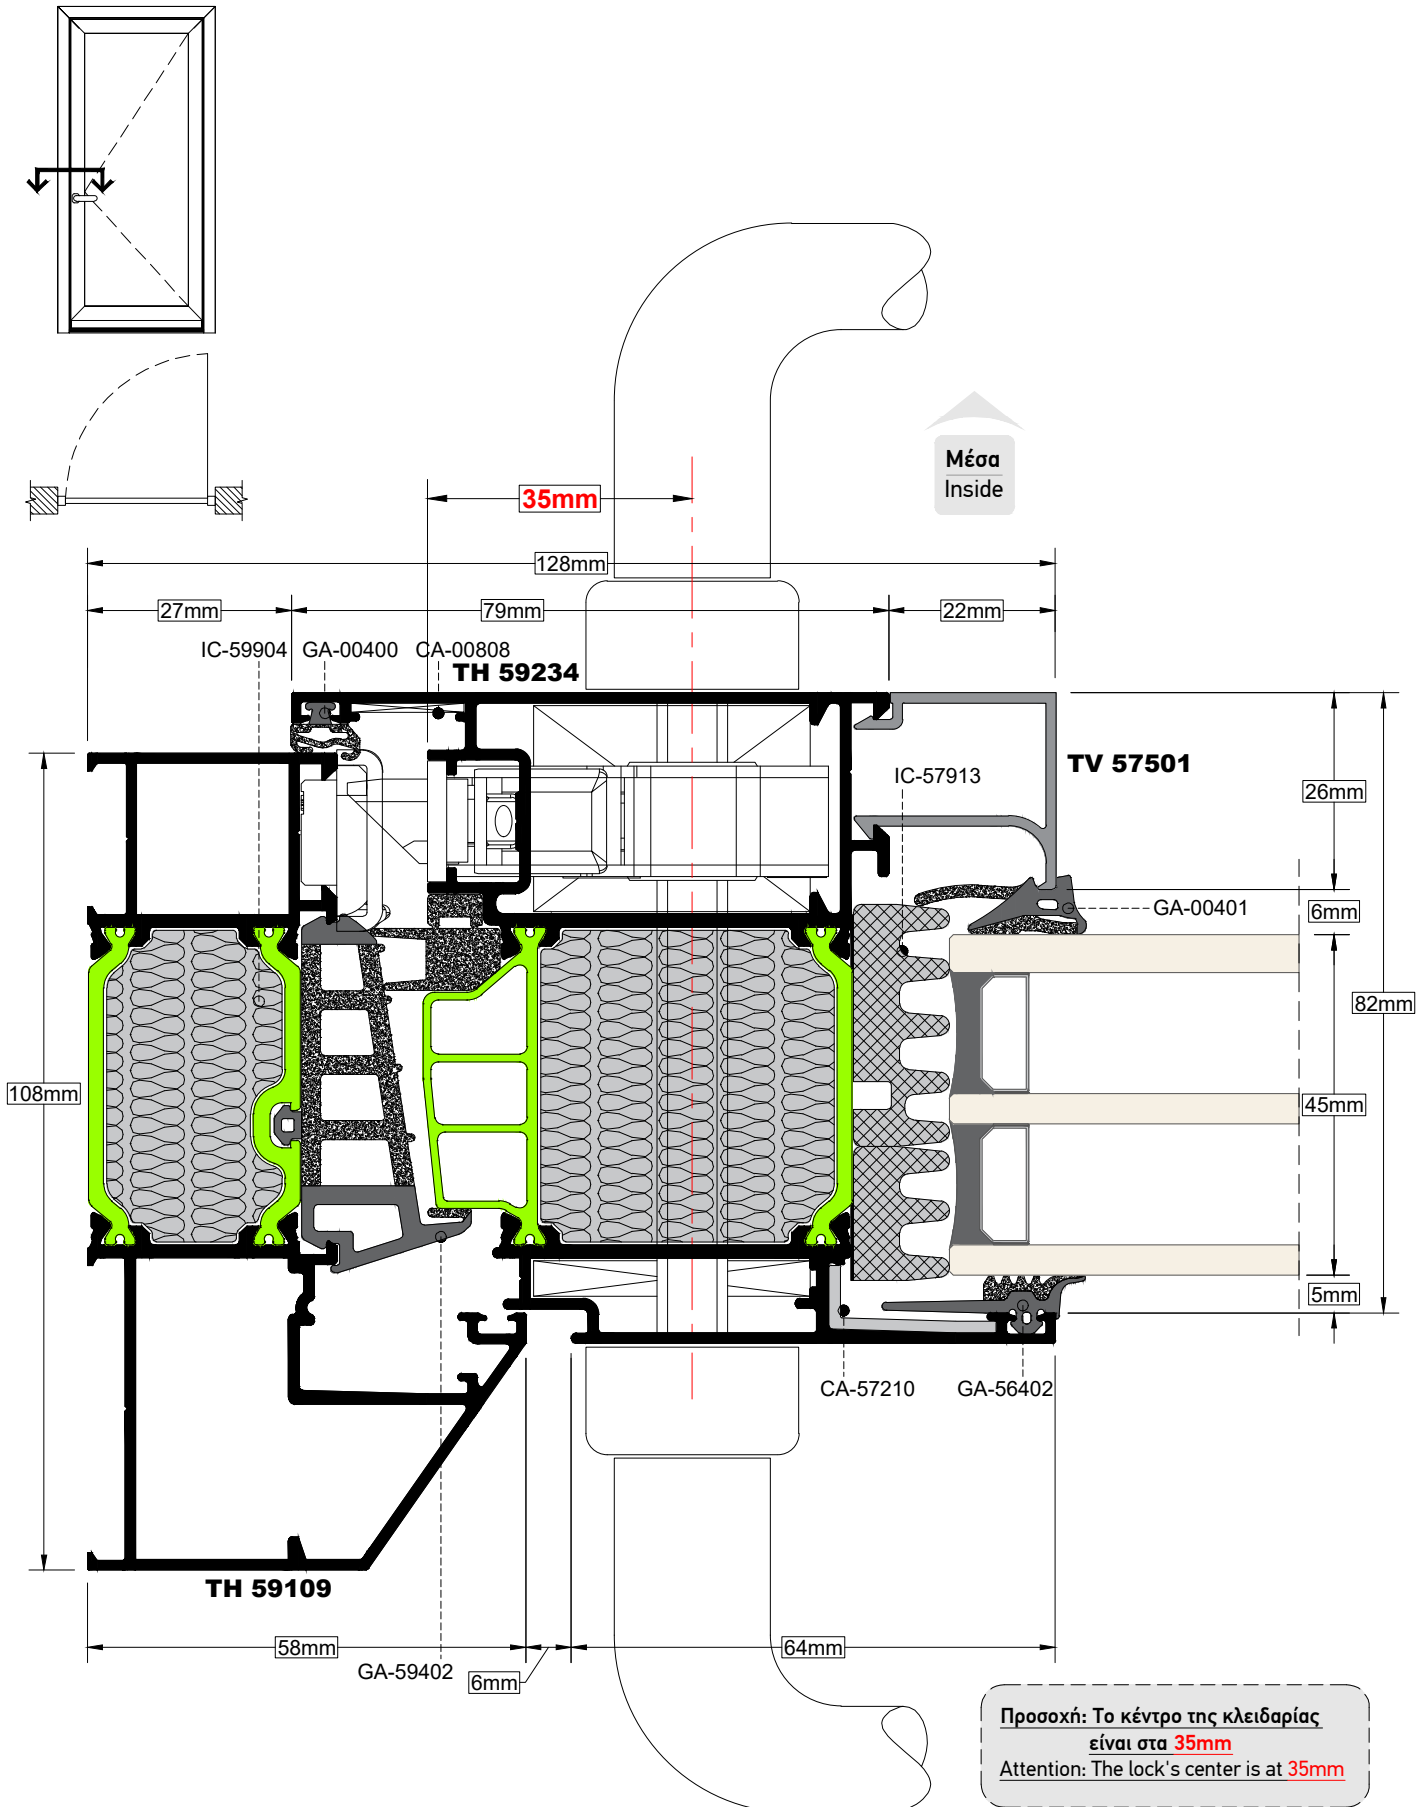 Μέσα
Inside
35mm
128mm
27mm
79mm
22mm
IC-59904
GA-00400
CA-00808
TH 59234
TV 57501
IC-57913
26mm
GA-00401
6mm
82mm
108mm
45mm
5mm
CA-57210
GA-56402
TH 59109
58mm
64mm
GA-59402
6mm
Προσοχή: Το κέντρο της κλειδαρίας
είναι στα 35mm
Attention: The lock's center is at 35mm